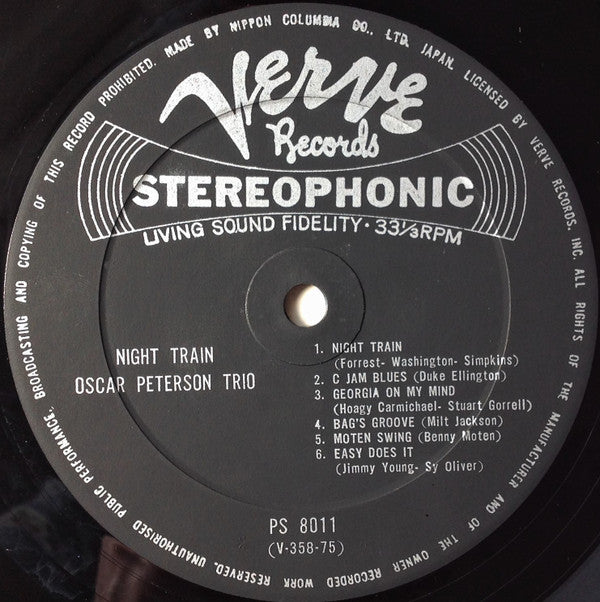 MADE BY NIPPON COLUMBIA CO., LTD. JAPAN. LICENSED BY VERVE RECORDS, INC. ALL RIGHTS OF THE MANUFACTURER AND OF THE OWNER RECORDED WORK RESERVED. UNAUTHORISED PUBLIC PERFORMANCE, BROADCASTING AND COPYING OF THIS RECORD PROHIBITED.
Verve
Records
STEREOPHONIC
LIVING SOUND FIDELITY · 33⅓RPM
NIGHT TRAIN
OSCAR PETERSON TRIO
1. NIGHT TRAIN
(Forrest- Washington- Simpkins)
2. C JAM BLUES (Duke Ellington)
3. GEORGIA ON MY MIND
(Hoagy Carmichael- Stuart Gorrell)
4. BAG'S GROOVE (Milt Jackson)
5. MOTEN SWING (Benny Moten)
6. EASY DOES IT
(Jimmy Young- Sy Oliver)
PS 8011
(V-358-75)